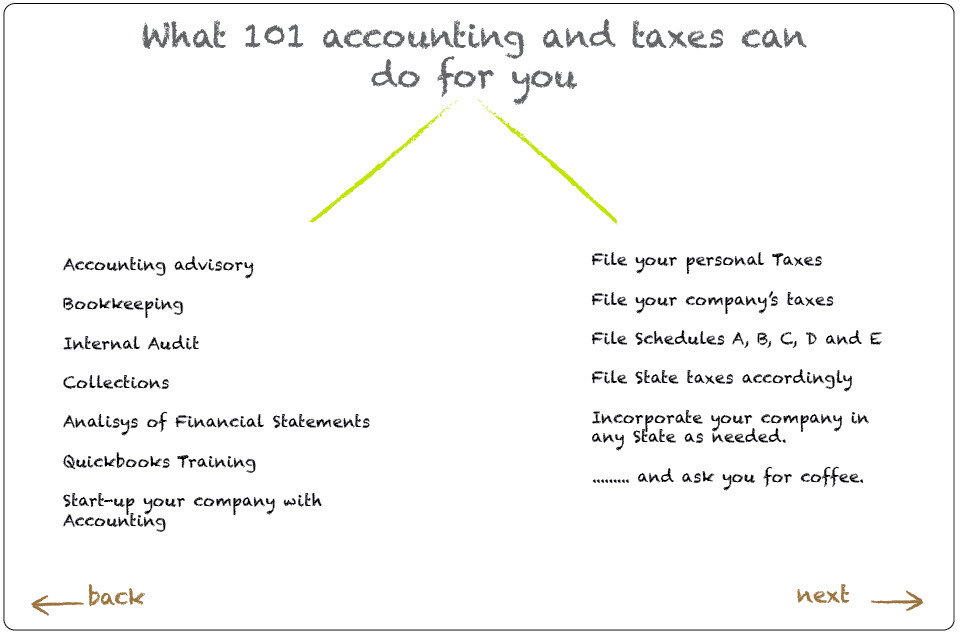 What 101 accounting and taxes can
do for you
Accounting advisory
Bookkeeping
Internal Audit
Collections
Analisys of Financial Statements
Quickbooks Training
Start-up your company with
Accounting
File your personal Taxes
File your company's taxes
File Schedules A, B, C, D and E
File State taxes accordingly
Incorporate your company in
any State as needed.
......... and ask you for coffee.
back
next